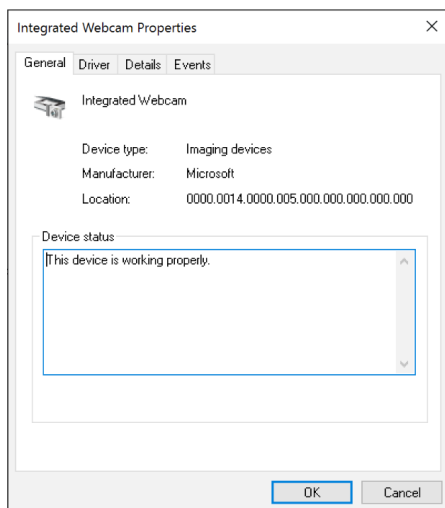 Integrated Webcam Properties
General Driver Details Events
Integrated Webcam
Device type: Imaging devices
Manufacturer: Microsoft
Location: 0000.0014.0000.005.000.000.000.000.000
Device status
This device is working properly.
OK Cancel